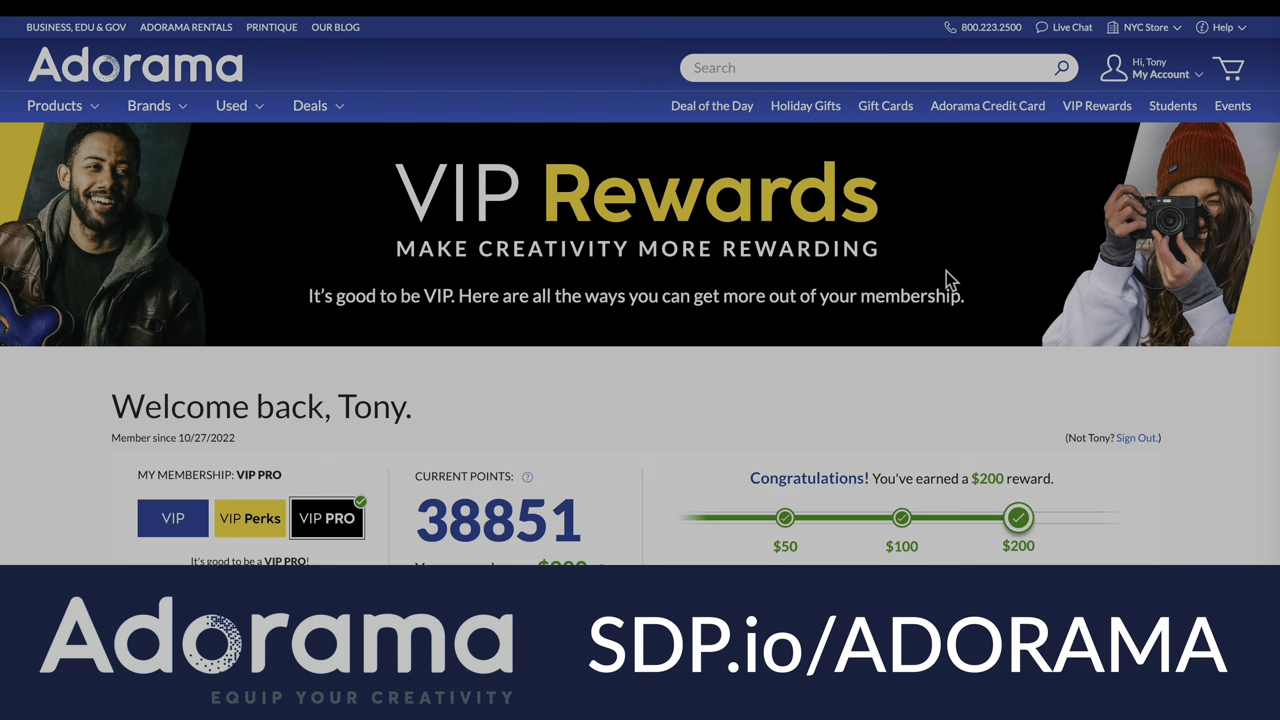 BUSINESS, EDU & GOV ADORAMA RENTALS PRINTIQUE OUR BLOG 800.223.2500 Live Chat NYC Store Help
Adorama
Search
Hi, Tony
My Account
Products Brands Used Deals Deal of the Day Holiday Gifts Gift Cards Adorama Credit Card VIP Rewards Students Events
VIP Rewards
MAKE CREATIVITY MORE REWARDING
It's good to be VIP. Here are all the ways you can get more out of your membership.
Welcome back, Tony.
Member since 10/27/2022 (Not Tony? Sign Out.)
MY MEMBERSHIP: VIP PRO
VIP VIP Perks VIP PRO
It's good to be a VIP PRO!
CURRENT POINTS:
38851
Congratulations! You've earned a $200 reward.
$50 $100 $200
Adorama
EQUIP YOUR CREATIVITY
SDP.io/ADORAMA